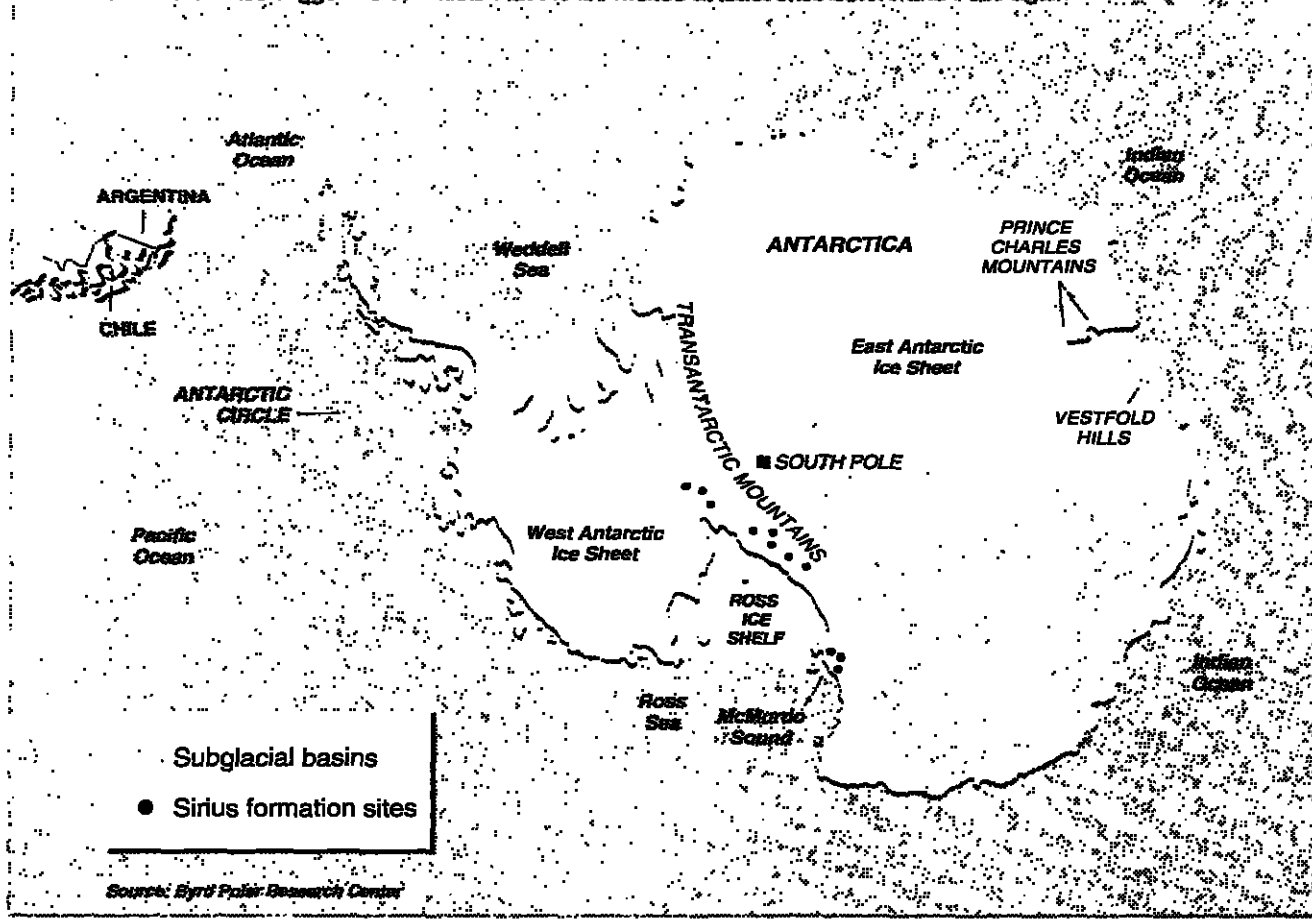 Atlantic
Ocean
Indian
Ocean
ARGENTINA
PRINCE
CHARLES
MOUNTAINS
ANTARCTICA
Weddell
Sea
CHILE
TRANSANTARCTIC MOUNTAINS
East Antarctic
Ice Sheet
ANTARCTIC
CIRCLE
VESTFOLD
HILLS
SOUTH POLE
Pacific
Ocean
West Antarctic
Ice Sheet
ROSS
ICE
SHELF
Indian
Ocean
Ross
Sea
McMurdo
Sound
Subglacial basins
Sirius formation sites
Source: Byrd Polar Research Center